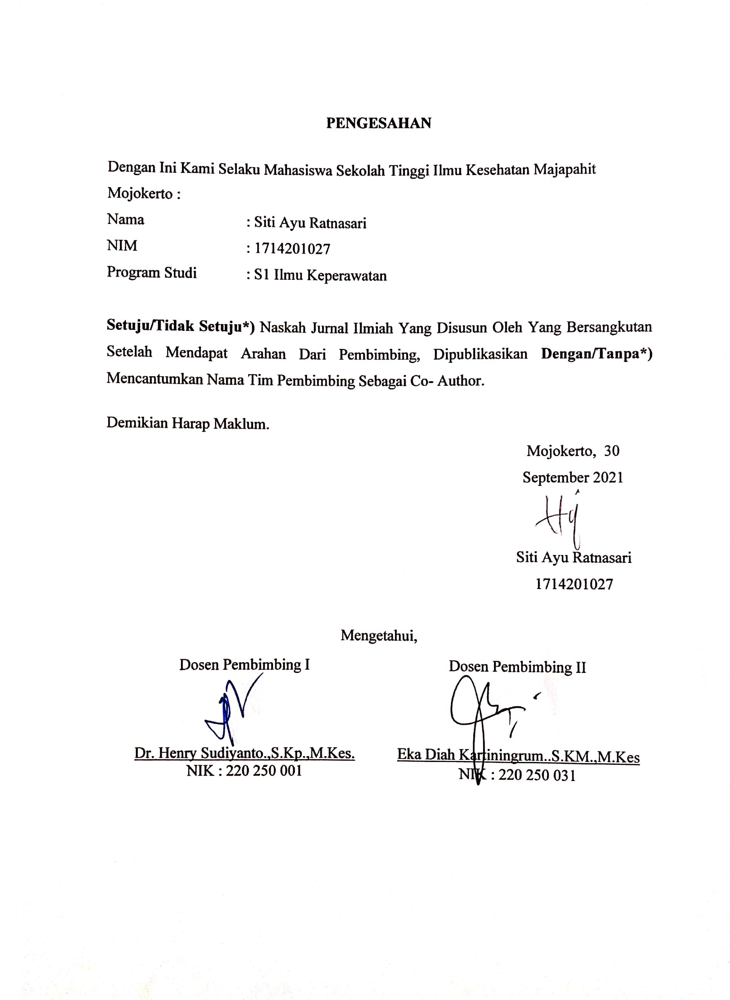 PENGESAHAN
Dengan Ini Kami Selaku Mahasiswa Sekolah Tinggi Ilmu Kesehatan Majapahit
Mojokerto :
Nama : Siti Ayu Ratnasari
NIM : 1714201027
Program Studi : S1 Ilmu Keperawatan
Setuju/Tidak Setuju*) Naskah Jurnal Ilmiah Yang Disusun Oleh Yang Bersangkutan
Setelah Mendapat Arahan Dari Pembimbing, Dipublikasikan Dengan/Tanpa*)
Mencantumkan Nama Tim Pembimbing Sebagai Co- Author.
Demikian Harap Maklum.
Mojokerto, 30
September 2021
Siti Ayu Ratnasari
1714201027
Mengetahui,
Dosen Pembimbing I
Dr. Henry Sudiyanto.,S.Kp.,M.Kes.
NIK : 220 250 001
Dosen Pembimbing II
Eka Diah Kartiningrum..S.KM.,M.Kes
NIK : 220 250 031